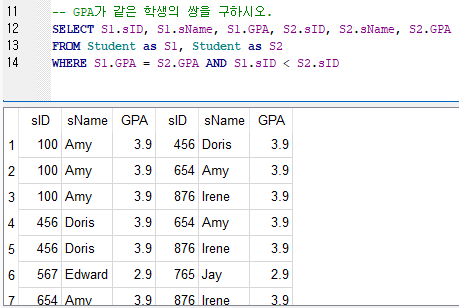 11 -- GPA가 같은 학생의 쌍을 구하시오.
12 SELECT S1.sID, S1.sName, S1.GPA, S2.sID, S2.sName, S2.GPA
13 FROM Student as S1, Student as S2
14 WHERE S1.GPA = S2.GPA AND S1.sID < S2.sID
sID sName GPA sID sName GPA
1 100 Amy 3.9 456 Doris 3.9
2 100 Amy 3.9 654 Amy 3.9
3 100 Amy 3.9 876 Irene 3.9
4 456 Doris 3.9 654 Amy 3.9
5 456 Doris 3.9 876 Irene 3.9
6 567 Edward 2.9 765 Jay 2.9
7 654 Amy 3.9 876 Irene 3.9